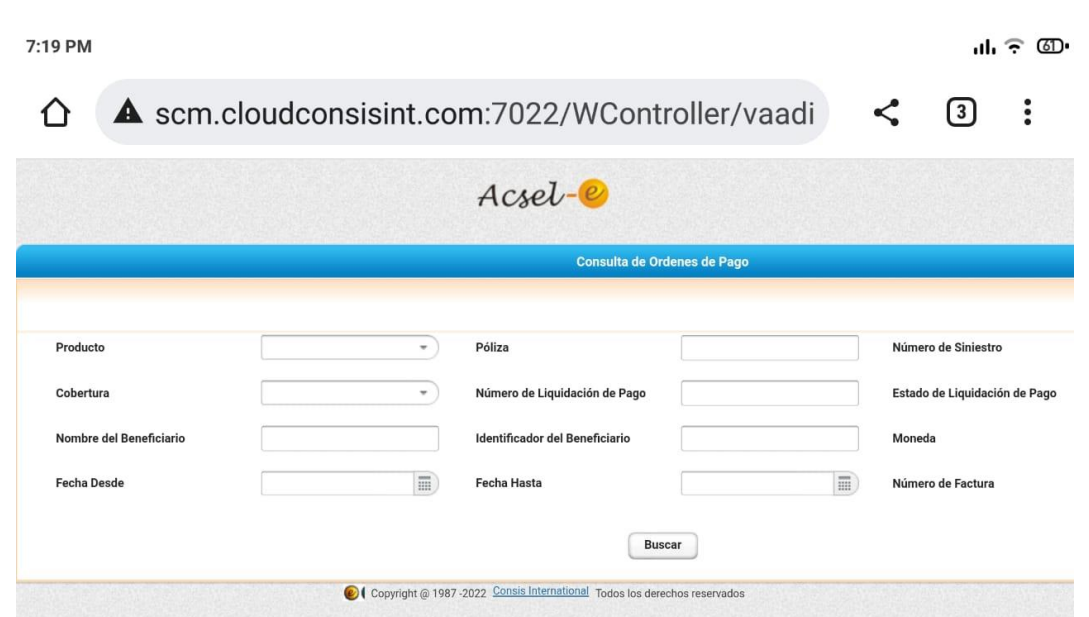 7:19 PM
61
scm.cloudconsisint.com:7022/WController/vaadi
3
Acsel-e
Consulta de Ordenes de Pago
Producto Póliza Número de Siniestro
Cobertura Número de Liquidación de Pago Estado de Liquidación de Pago
Nombre del Beneficiario Identificador del Beneficiario Moneda
Fecha Desde Fecha Hasta Número de Factura
Buscar
Copyright @ 1987 -2022 Consis International Todos los derechos reservados